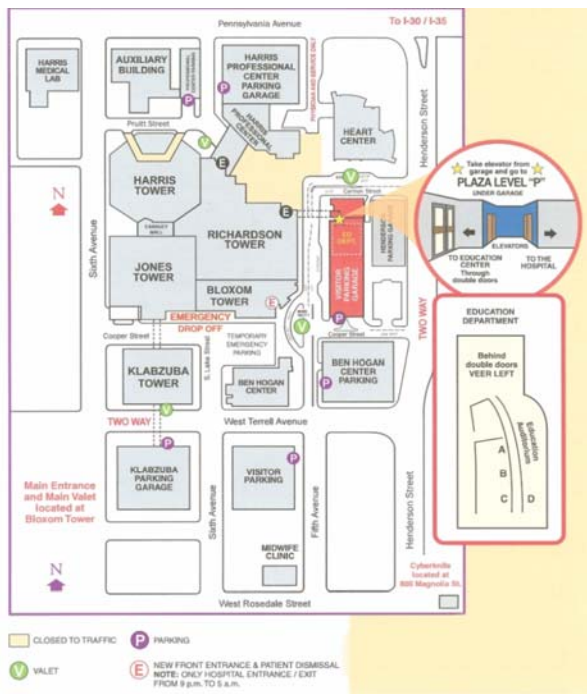 Pennsylvania Avenue
To I-30 / I-35
HARRIS
MEDICAL
LAB
AUXILIARY
BUILDING
HARRIS
PROFESSIONAL
CENTER
PARKING
GARAGE
P
P
PHYSICIAN AND SERVICE ONLY
Henderson Street
Pruitt Street
HARRIS
PROFESSIONAL
CENTER
HEART
CENTER
V
E
V
N
HARRIS
TOWER
Sixth Avenue
E
RICHARDSON
TOWER
JONES
TOWER
BLOXOM
TOWER
E
ED
DEPT.
VISITOR
PARKING
GARAGE
HENDERSON
PARKING GARAGE
Take elevator from
garage and go to
PLAZA LEVEL "P"
UNDER GARAGE
ELEVATORS
TO EDUCATION
CENTER
Through
double doors
TO THE
HOSPITAL
TWO WAY
EMERGENCY
DROP OFF
Cooper Street
S. Lake Street
TEMPORARY
EMERGENCY
PARKING
V
P
Cooper Street
KLABZUBA
TOWER
V
BEN HOGAN
CENTER
P
BEN HOGAN
CENTER
PARKING
West Terrell Avenue
TWO WAY
P
KLABZUBA
PARKING
GARAGE
VISITOR
PARKING
P
Sixth Avenue
Fifth Avenue
Henderson Street
Main Entrance
and Main Valet
located at
Bloxom Tower
MIDWIFE
CLINIC
N
Cyberknife
located at
800 Magnolia St.
West Rosedale Street
EDUCATION
DEPARTMENT
Behind
double doors
VEER LEFT
Education
Auditorium
A
B
C
D
CLOSED TO TRAFFIC
P PARKING
V VALET
E NEW FRONT ENTRANCE & PATIENT DISMISSAL
NOTE: ONLY HOSPITAL ENTRANCE / EXIT
FROM 9 p.m. TO 5 a.m.